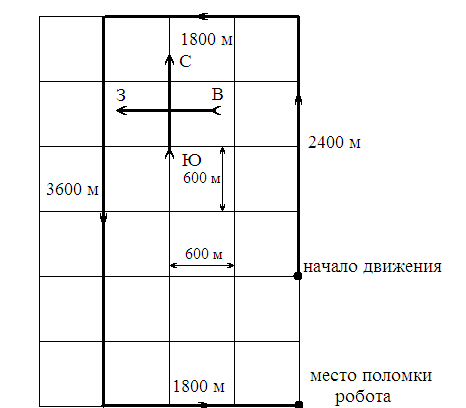 1800 м
С
З В
2400 м
Ю
600 м
3600 м
600 м
начало движения
место поломки
робота
1800 м